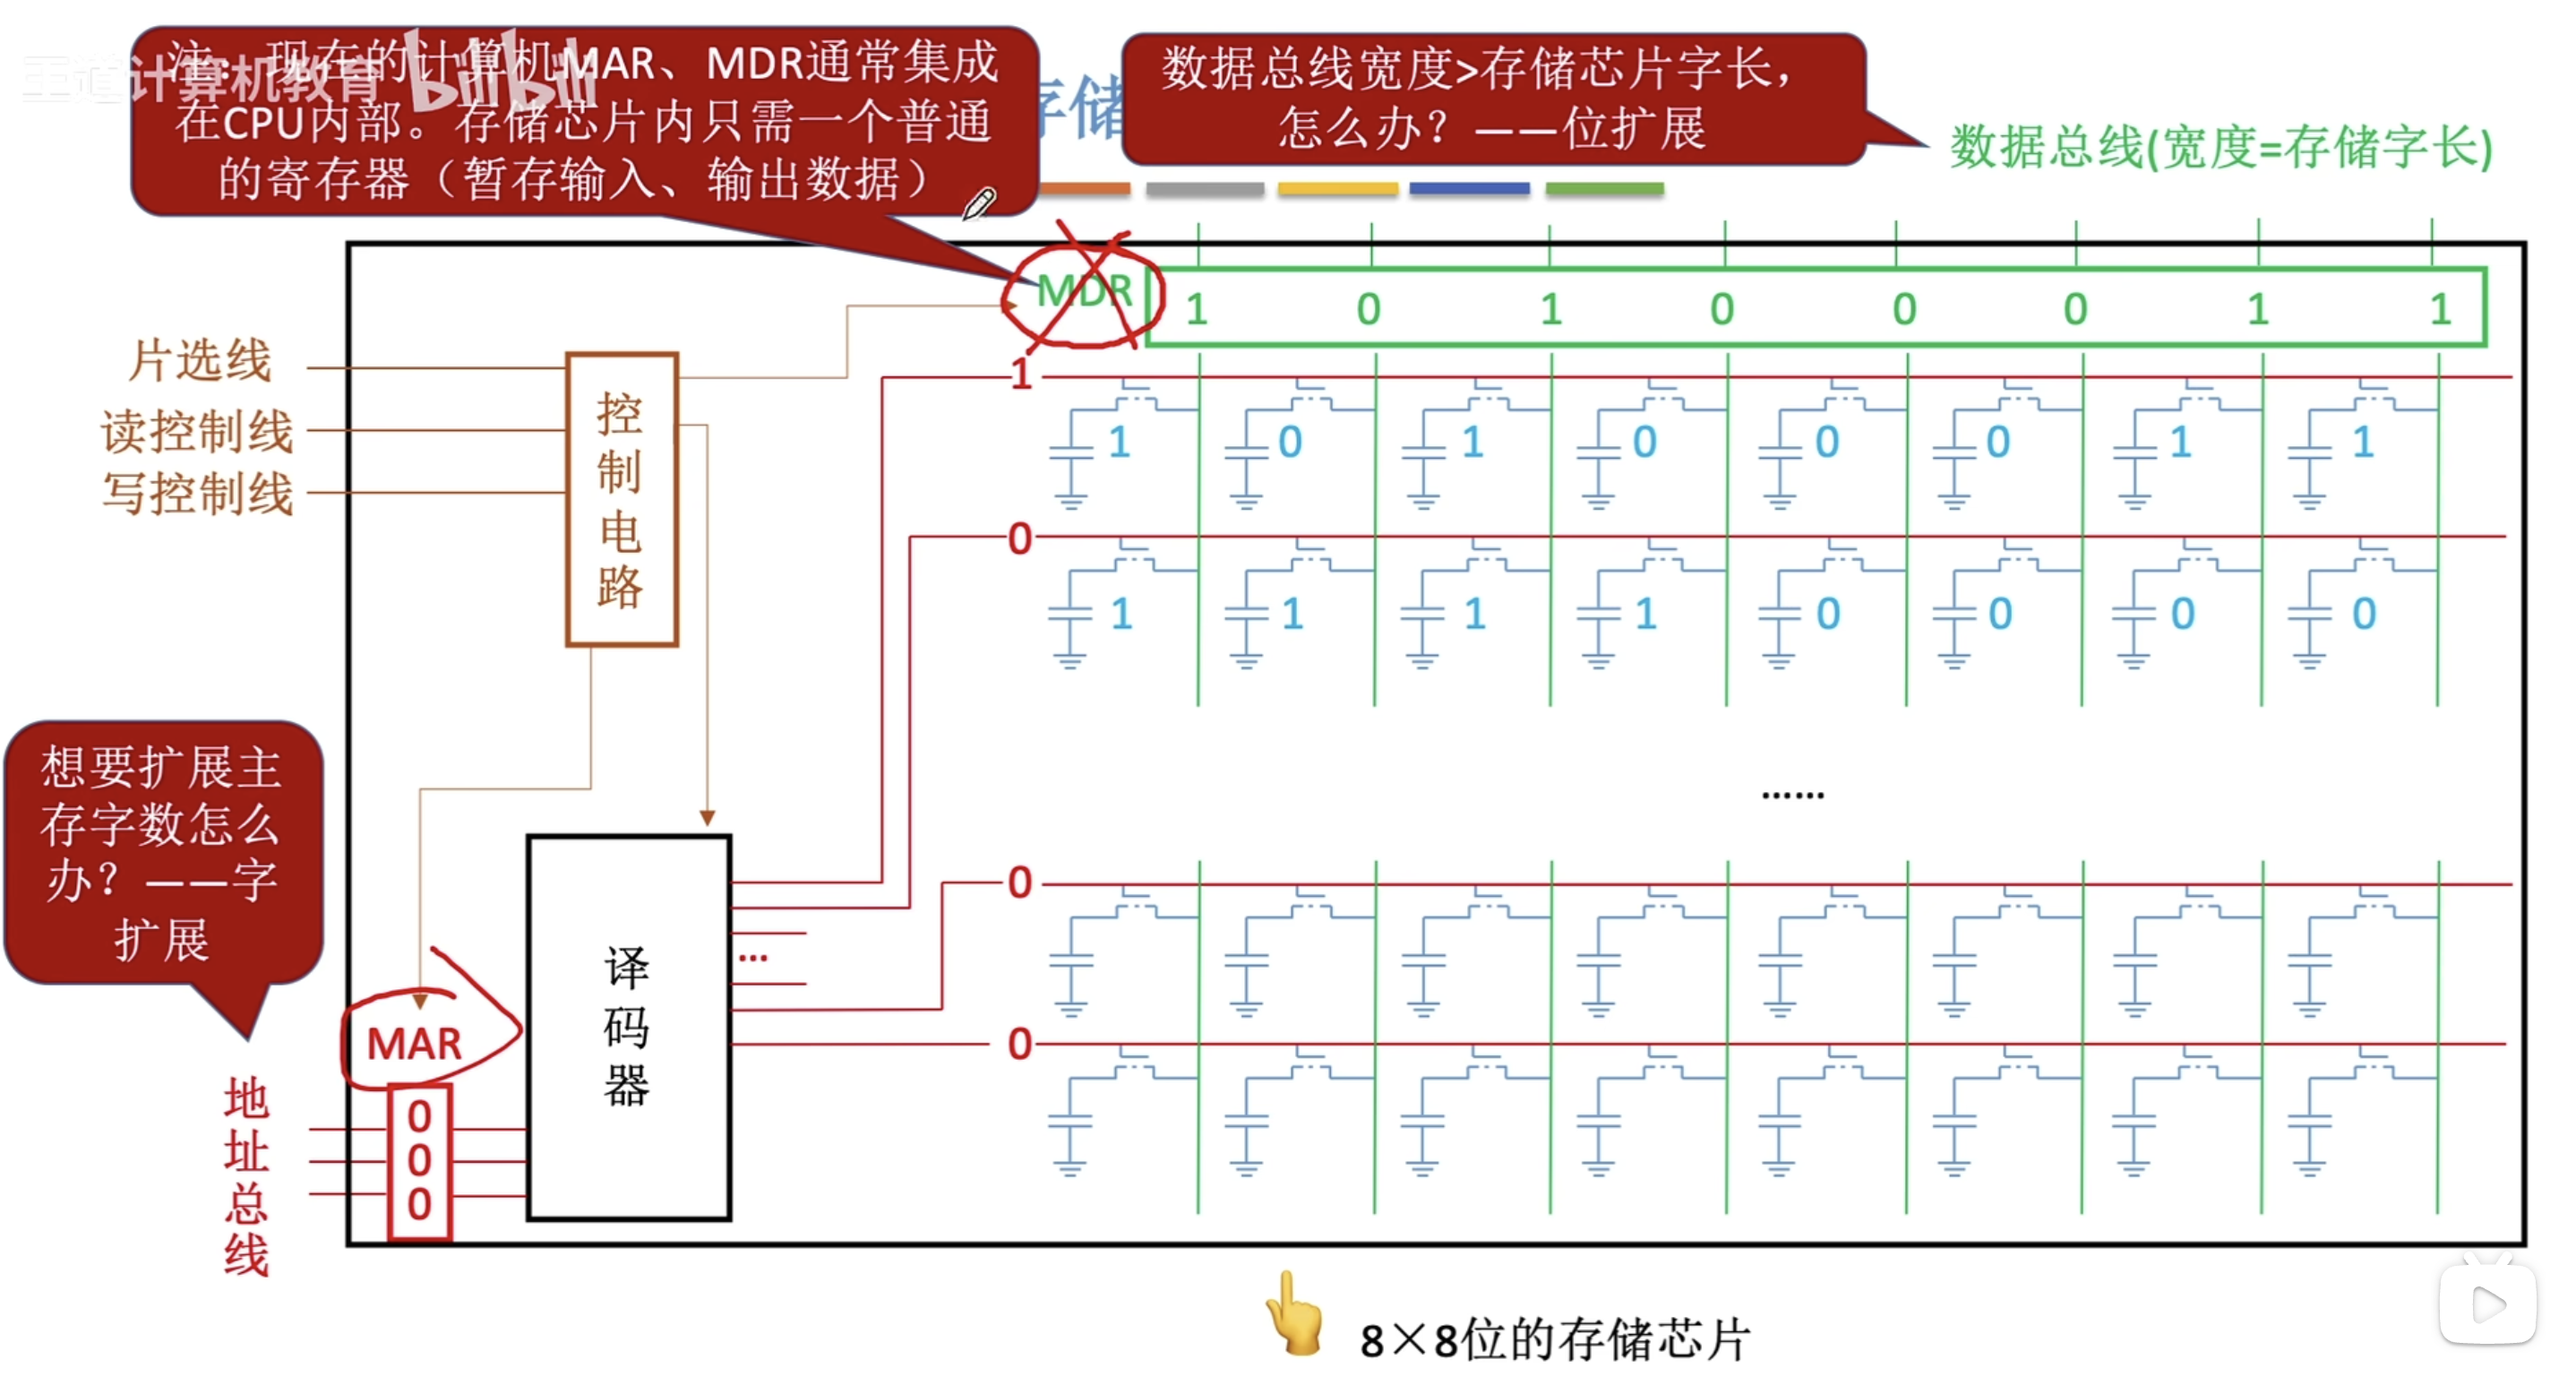 王道计算机教育
bilibili
注：现在的计算机MAR、MDR通常集成
在CPU内部。存储芯片内只需一个普通
的寄存器（暂存输入、输出数据）
存储
数据总线宽度>存储芯片字长，
怎么办？——位扩展
数据总线(宽度=存储字长)
MDR
1 0 1 0 0 0 1 1
片选线
读控制线
写控制线
控制电路
1
1 0 1 0 0 0 1 1
0
1 1 1 1 0 0 0 0
......
想要扩展主
存字数怎么
办？——字
扩展
MAR
地址总线
0
0
0
译码器
...
0
0
8×8位的存储芯片